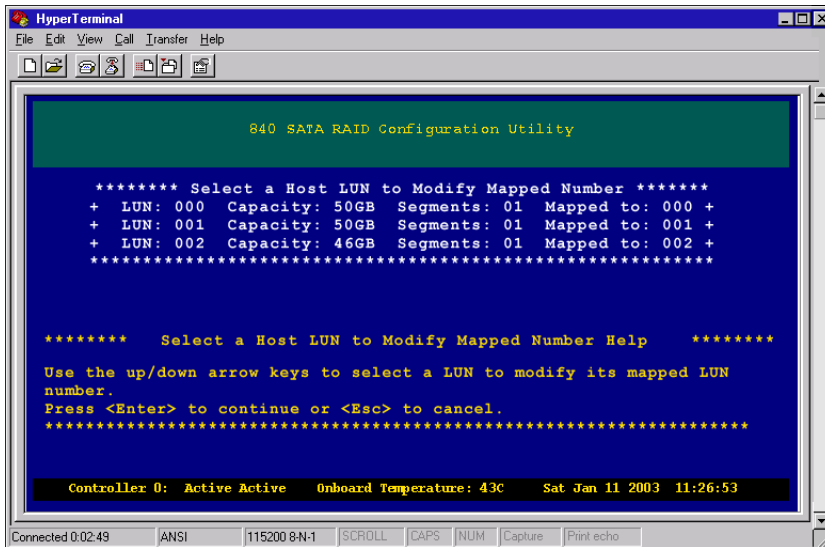 HyperTerminal
File Edit View Call Transfer Help
840 SATA RAID Configuration Utility
******** Select a Host LUN to Modify Mapped Number *******
+ LUN: 000 Capacity: 50GB Segments: 01 Mapped to: 000 +
+ LUN: 001 Capacity: 50GB Segments: 01 Mapped to: 001 +
+ LUN: 002 Capacity: 46GB Segments: 01 Mapped to: 002 +
***********************************************************
******** Select a Host LUN to Modify Mapped Number Help ********
Use the up/down arrow keys to select a LUN to modify its mapped LUN
number.
Press <Enter> to continue or <Esc> to cancel.
********************************************************************
Controller 0: Active Active Onboard Temperature: 43C Sat Jan 11 2003 11:26:53
Connected 0:02:49 ANSI 115200 8-N-1 SCROLL CAPS NUM Capture Print echo